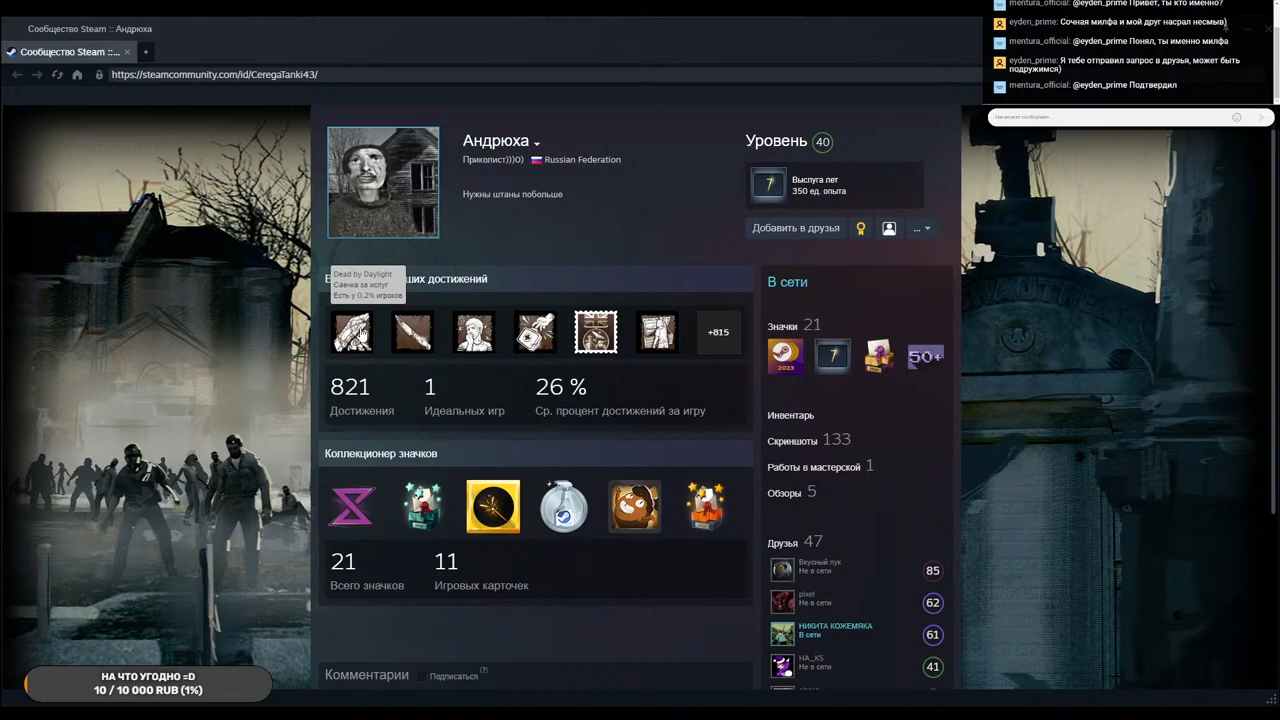 Сообщество Steam :: Андрюха
Сообщество Steam ::...
https://steamcommunity.com/id/CeregaTanki43/
mentura_official: @eyden_prime Привет, ты кто именно?
eyden_prime: Сочная милфа и мой друг насрал несмыв)
mentura_official: @eyden_prime Понял, ты именно милфа
eyden_prime: Я тебе отправил запрос в друзья, может быть
подружимся)
mentura_official: @eyden_prime Подтвердил
Напишите сообщение...
Андрюха
Приколист)))0) Russian Federation
Нужны штаны побольше
Уровень 40
Выслуга лет
350 ед. опыта
Добавить в друзья
...
Dead by Daylight
Саечка за испуг
Есть у 0,2% игроков
ших достижений
+815
821
Достижения
1
Идеальных игр
26 %
Ср. процент достижений за игру
Коллекционер значков
21
Всего значков
11
Игровых карточек
Комментарии
Подписаться (?)
В сети
Значки 21
2023
50+
Инвентарь
Скриншоты 133
Работы в мастерской 1
Обзоры 5
Друзья 47
Вкусный пук
Не в сети
85
pixel
Не в сети
62
НИКИТА КОЖЕМЯКА
В сети
61
HA_KS
Не в сети
41
НА ЧТО УГОДНО =D
10 / 10 000 RUB (1%)